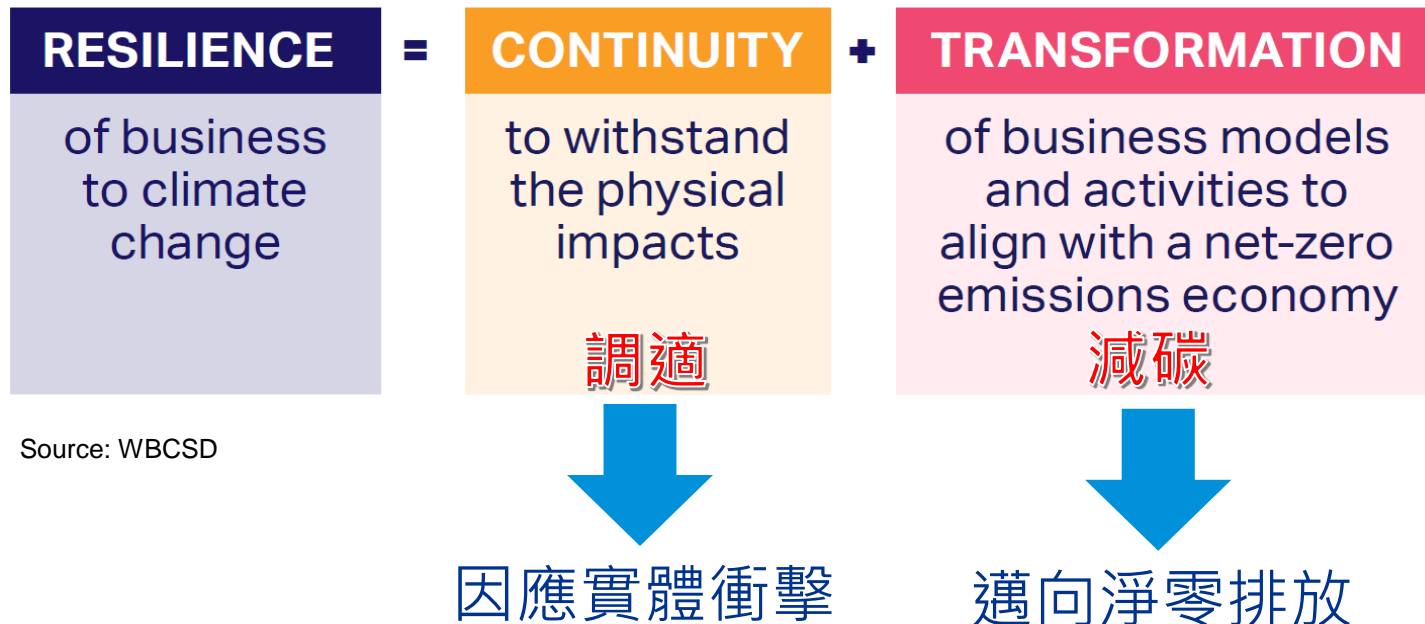 RESILIENCE = CONTINUITY + TRANSFORMATION
of business
to climate
change
to withstand
the physical
impacts
調適
of business models
and activities to
align with a net-zero
emissions economy
減碳
Source: WBCSD
因應實體衝擊
邁向淨零排放